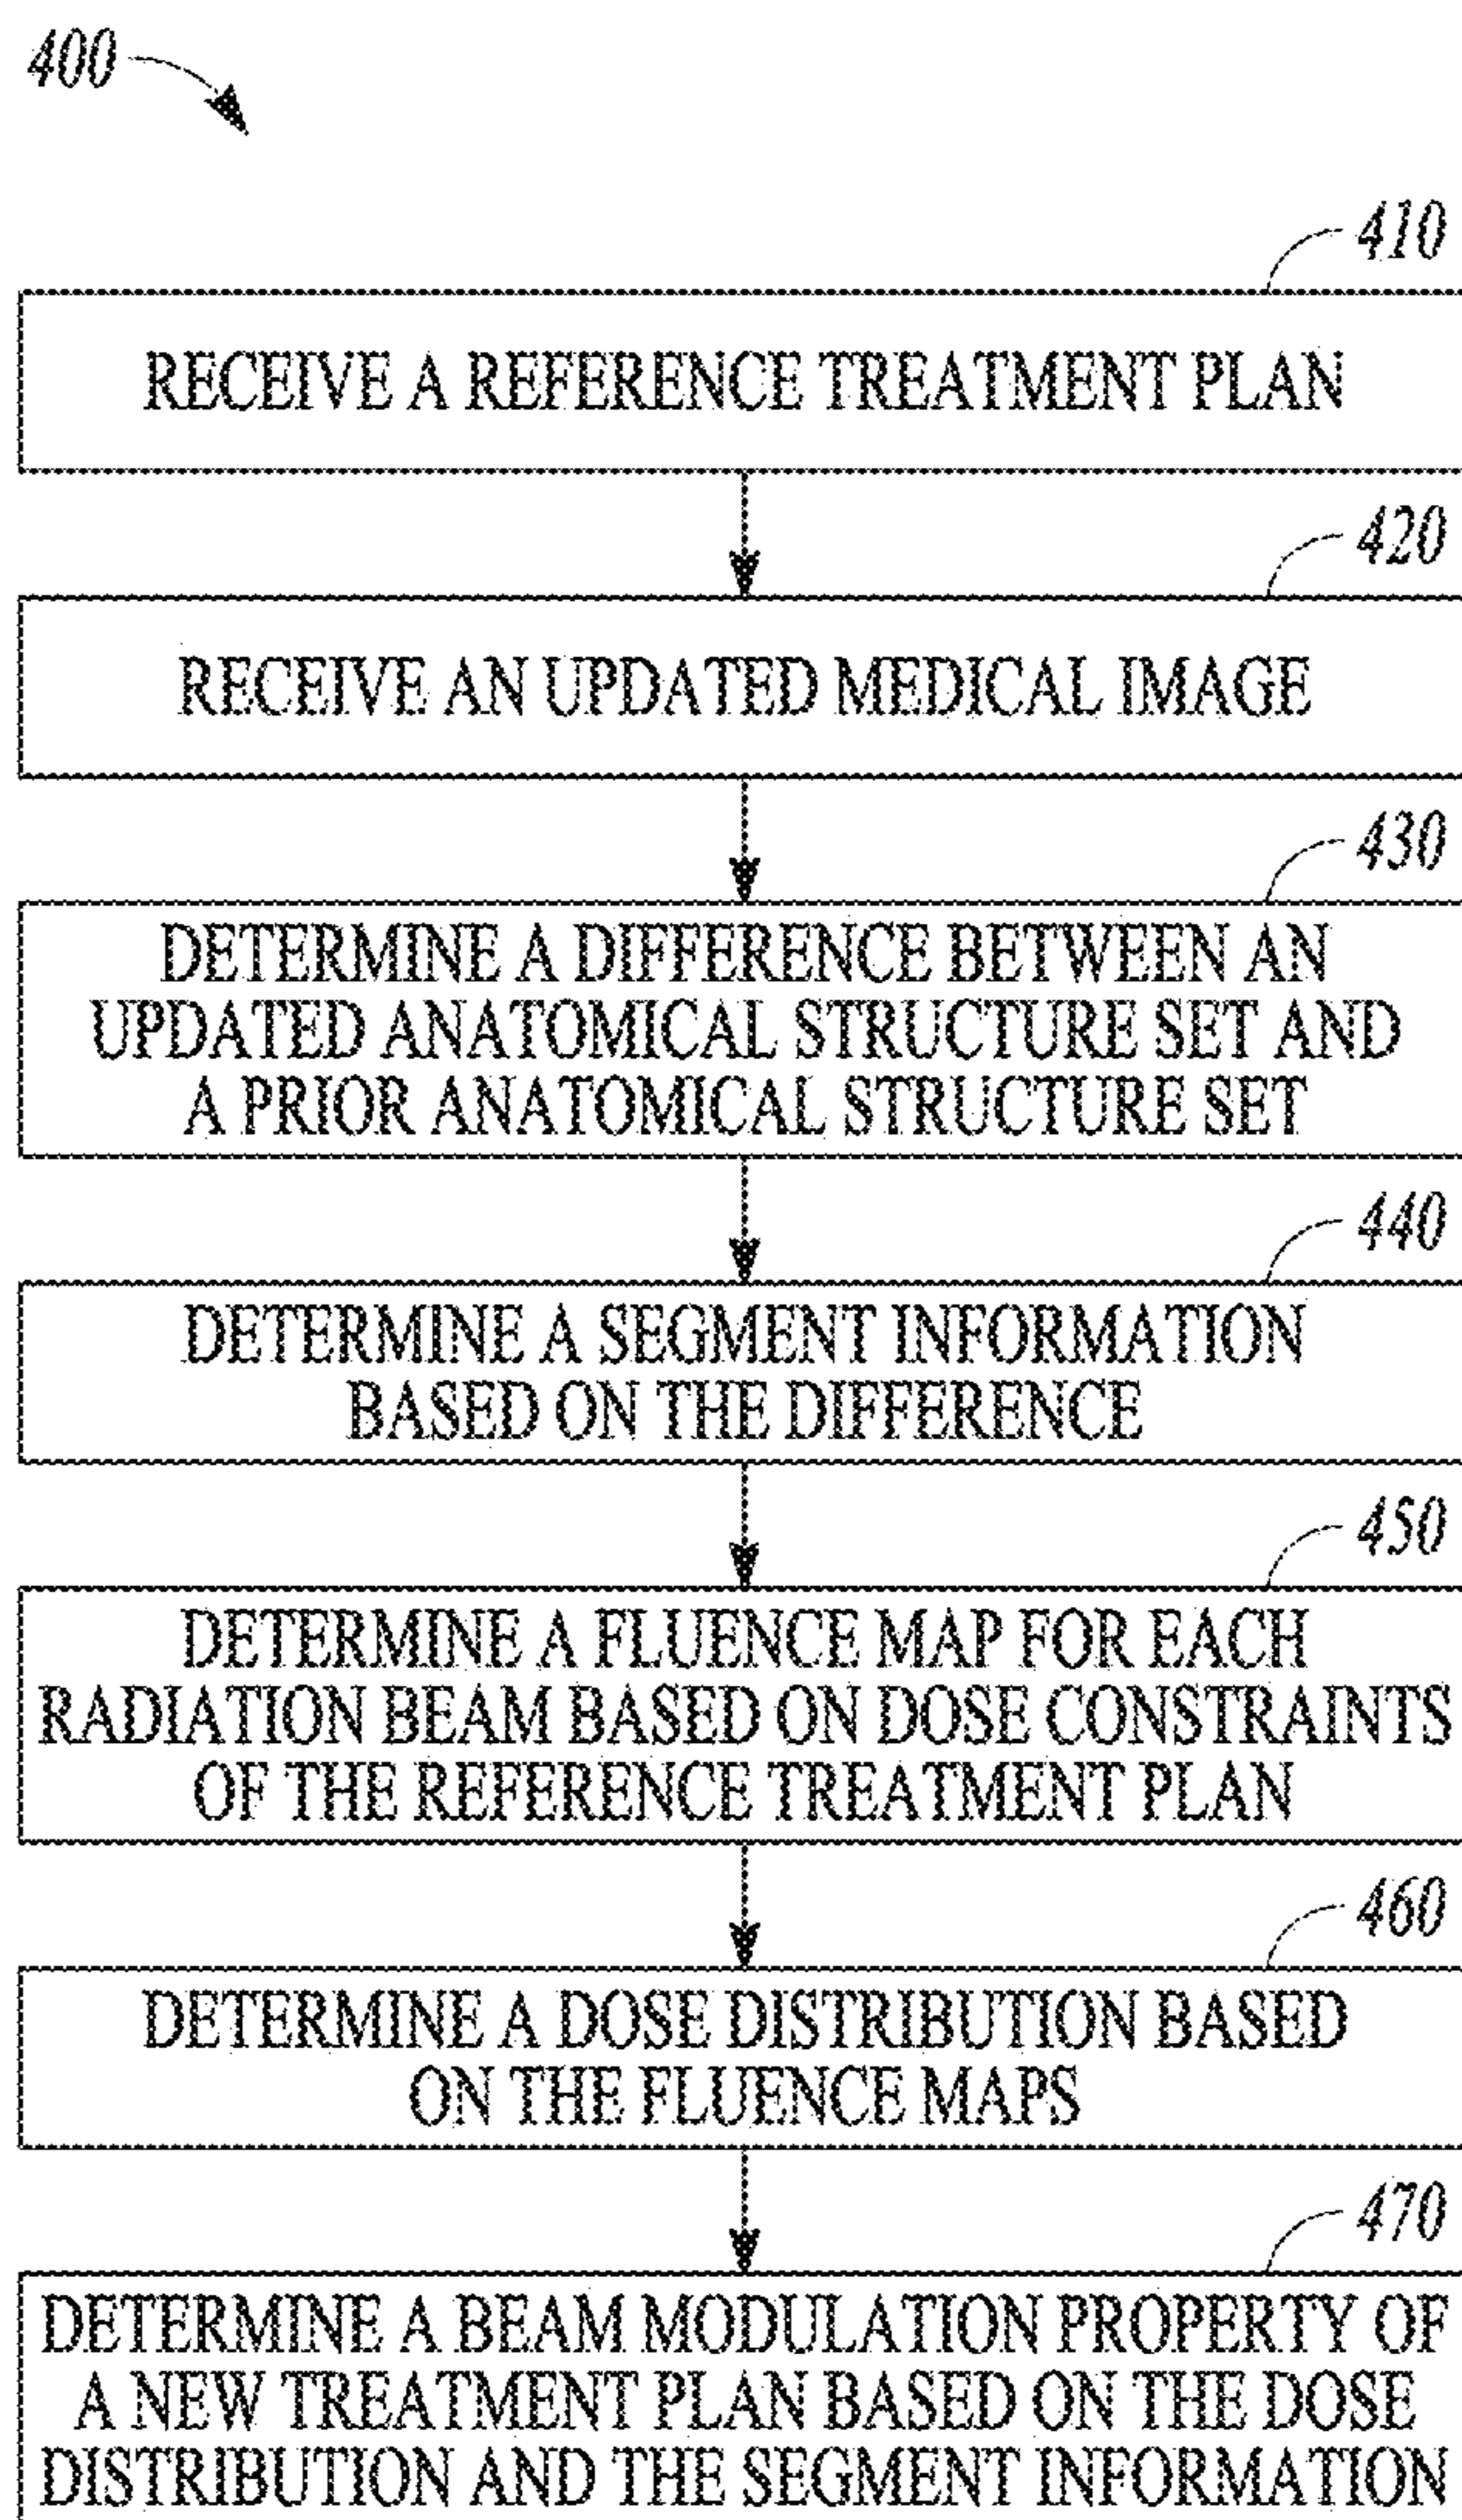 400
410
RECEIVE A REFERENCE TREATMENT PLAN
420
RECEIVE AN UPDATED MEDICAL IMAGE
430
DETERMINE A DIFFERENCE BETWEEN AN
UPDATED ANATOMICAL STRUCTURE SET AND
A PRIOR ANATOMICAL STRUCTURE SET
440
DETERMINE A SEGMENT INFORMATION
BASED ON THE DIFFERENCE
450
DETERMINE A FLUENCE MAP FOR EACH
RADIATION BEAM BASED ON DOSE CONSTRAINTS
OF THE REFERENCE TREATMENT PLAN
460
DETERMINE A DOSE DISTRIBUTION BASED
ON THE FLUENCE MAPS
470
DETERMINE A BEAM MODULATION PROPERTY OF
A NEW TREATMENT PLAN BASED ON THE DOSE
DISTRIBUTION AND THE SEGMENT INFORMATION